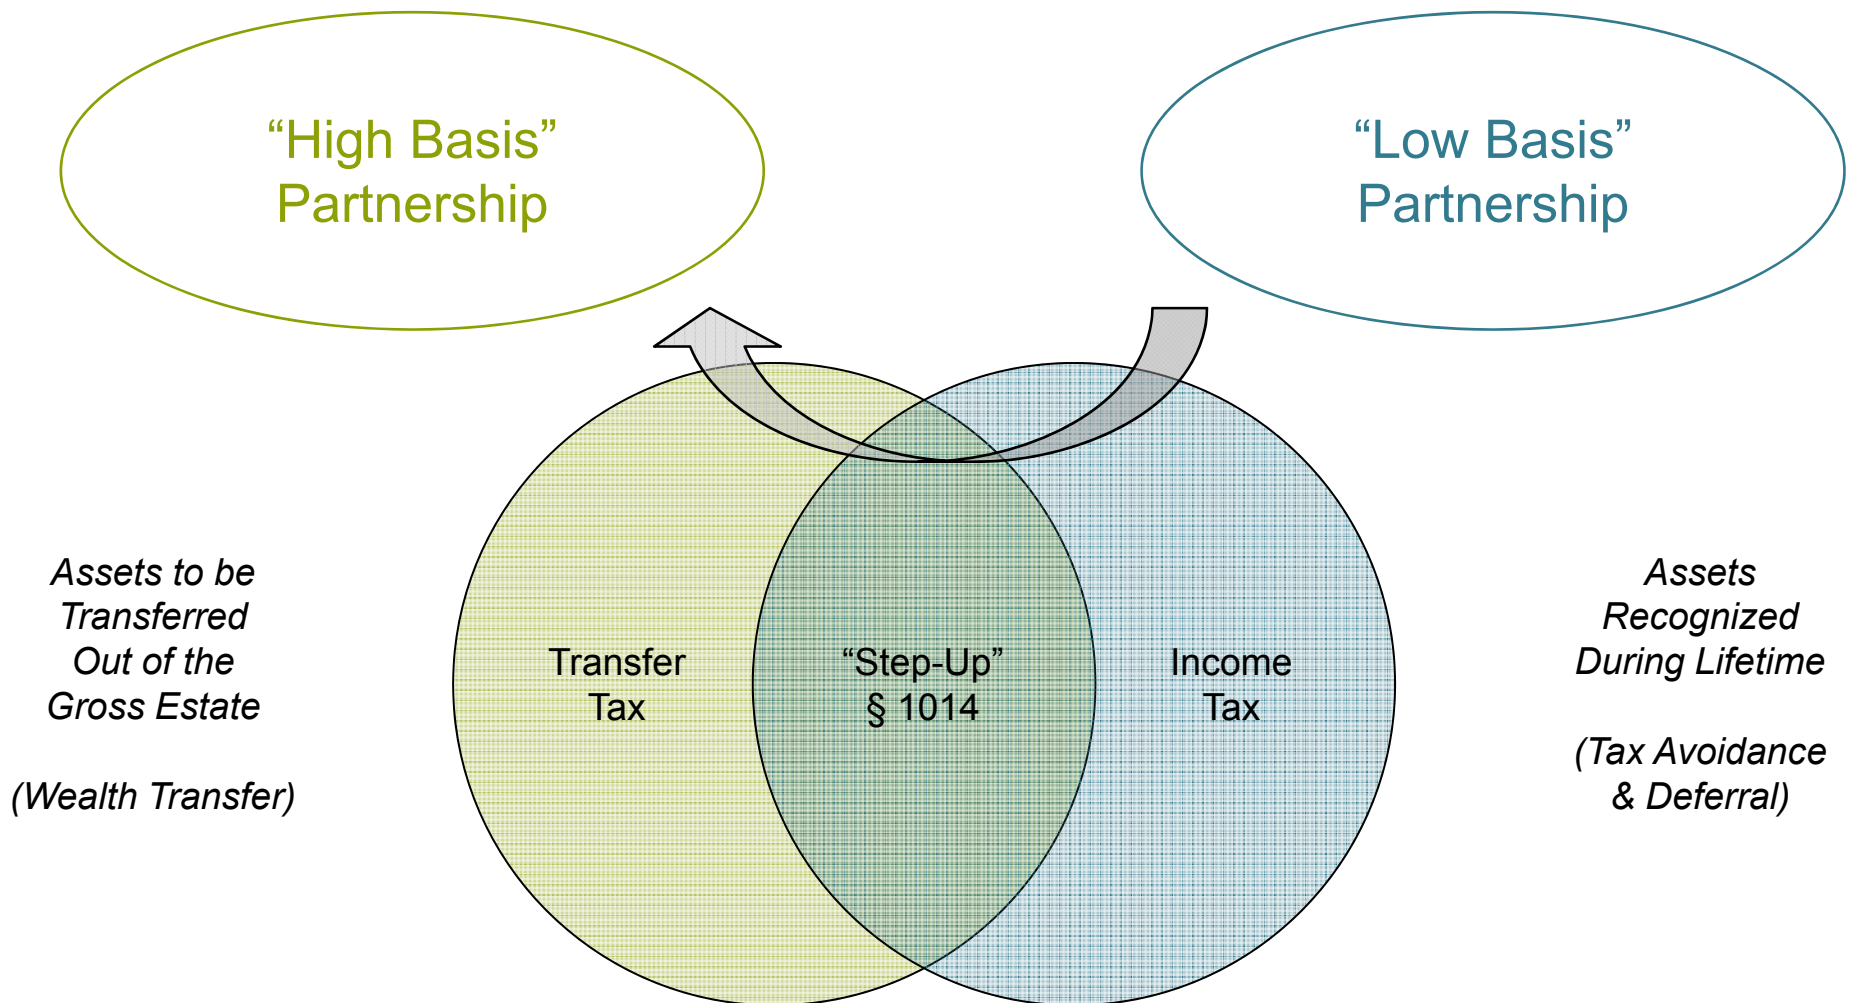 “High Basis”
Partnership
“Low Basis”
Partnership
Assets to be
Transferred
Out of the
Gross Estate
(Wealth Transfer)
Transfer
Tax
“Step-Up”
§ 1014
Income
Tax
Assets
Recognized
During Lifetime
(Tax Avoidance
& Deferral)